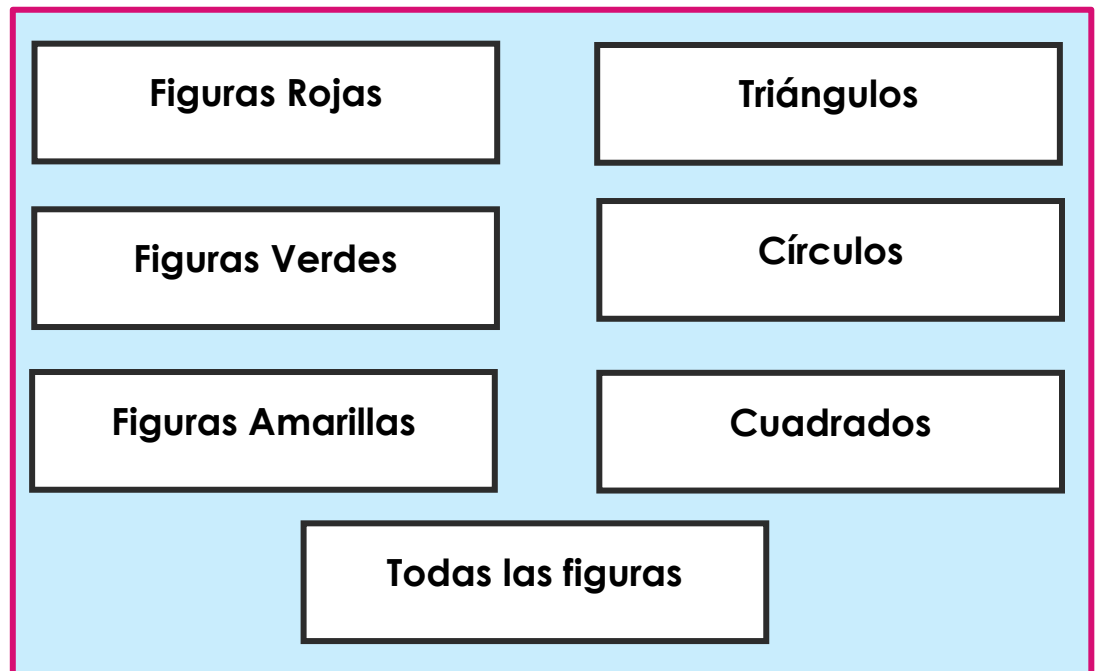 Figuras Rojas
Triángulos
Figuras Verdes
Círculos
Figuras Amarillas
Cuadrados
Todas las figuras